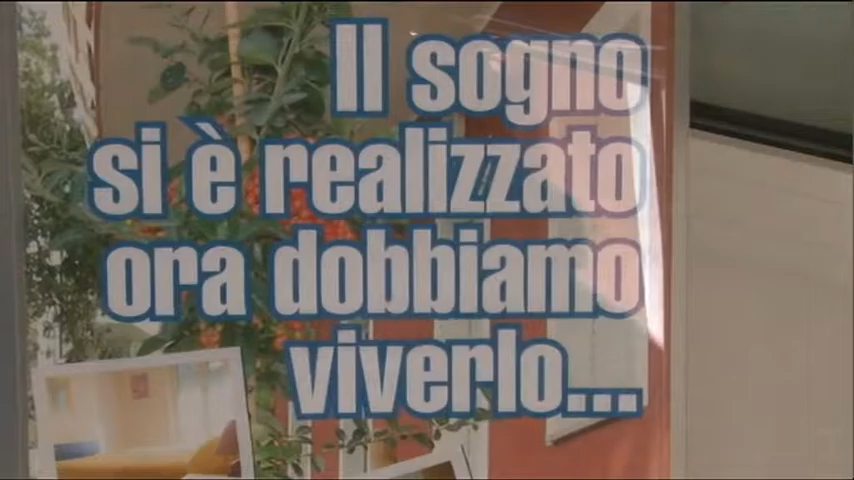 Il sogno
si è realizzato
ora dobbiamo
viverlo...